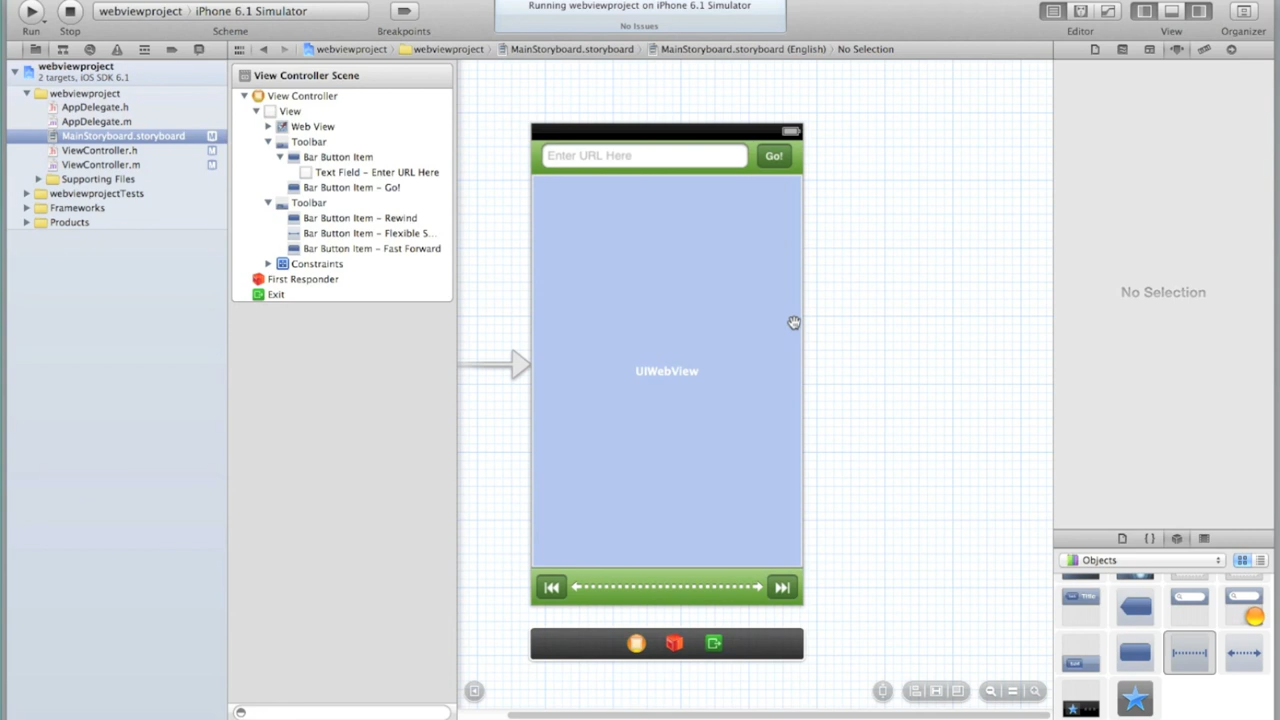 webviewproject › iPhone 6.1 Simulator
Running webviewproject on iPhone 6.1 Simulator
No Issues
Run
Stop
Scheme
Breakpoints
Editor
View
Organizer
webviewproject
2 targets, iOS SDK 6.1
webviewproject
AppDelegate.h
AppDelegate.m
MainStoryboard.storyboard
M
ViewController.h
M
ViewController.m
M
Supporting Files
webviewprojectTests
Frameworks
Products
webviewproject
webviewproject
MainStoryboard.storyboard
MainStoryboard.storyboard (English)
No Selection
View Controller Scene
View Controller
View
Web View
Toolbar
Bar Button Item
Text Field – Enter URL Here
Bar Button Item – Go!
Toolbar
Bar Button Item – Rewind
Bar Button Item – Flexible S...
Bar Button Item – Fast Forward
Constraints
First Responder
Exit
Enter URL Here
Go!
UIWebView
No Selection
{ }
Objects
Title